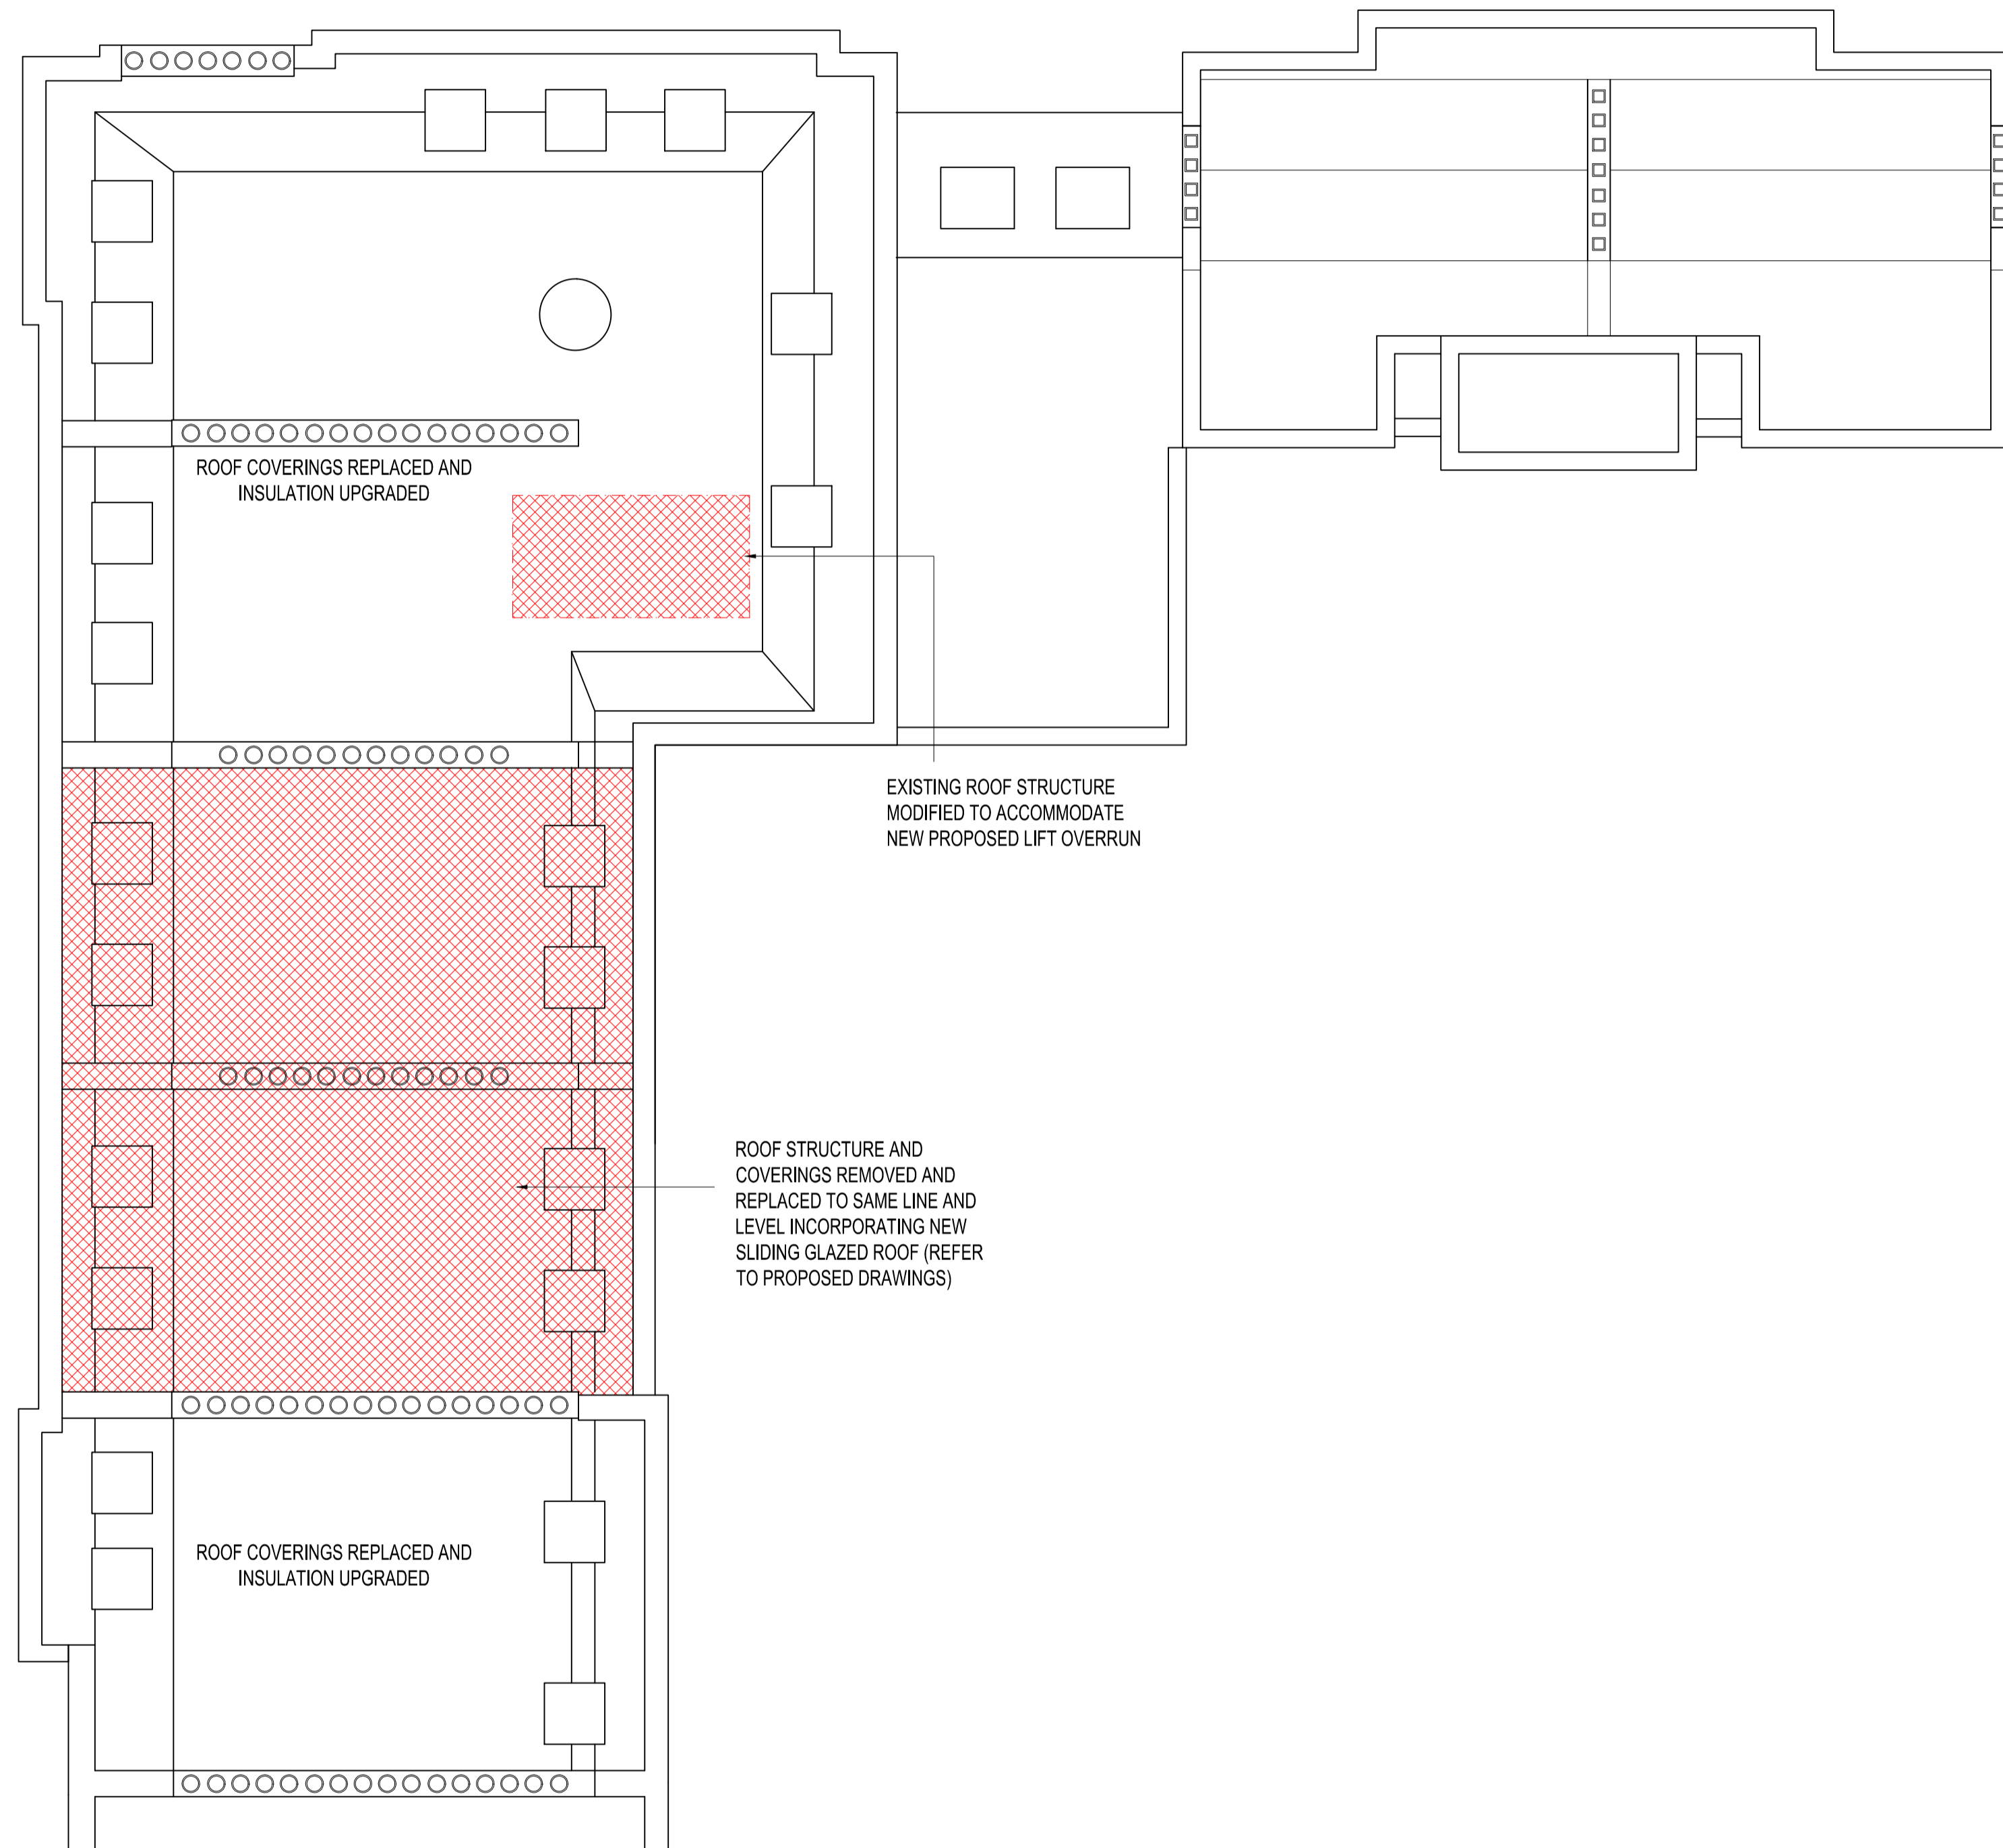 ROOF COVERINGS REPLACED AND
INSULATION UPGRADED
EXISTING ROOF STRUCTURE
MODIFIED TO ACCOMMODATE
NEW PROPOSED LIFT OVERRUN
ROOF STRUCTURE AND
COVERINGS REMOVED AND
REPLACED TO SAME LINE AND
LEVEL INCORPORATING NEW
SLIDING GLAZED ROOF (REFER
TO PROPOSED DRAWINGS)
ROOF COVERINGS REPLACED AND
INSULATION UPGRADED